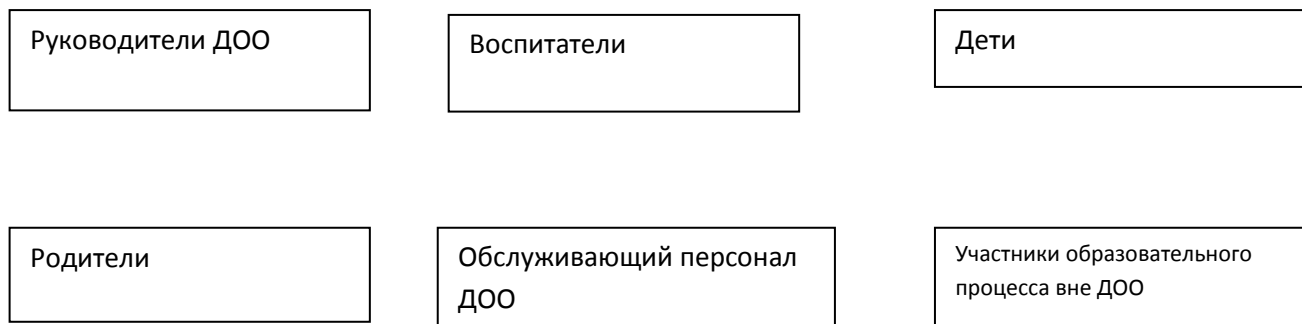 Руководители ДОО
Воспитатели
Дети
Родители
Обслуживающий персонал
ДОО
Участники образовательного
процесса вне ДОО